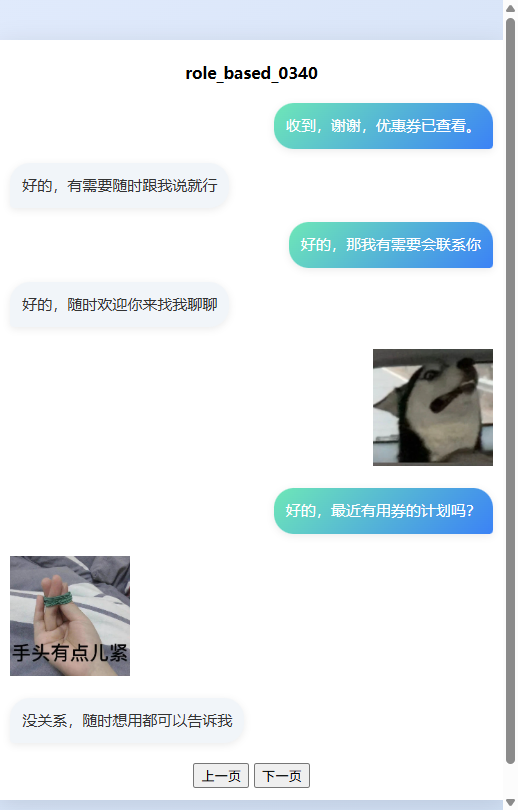 role_based_0340
收到，谢谢，优惠券已查看。
好的，有需要随时跟我说就行
好的，那我有需要会联系你
好的，随时欢迎你来找我聊聊
好的，最近有用券的计划吗？
手头有点儿紧
没关系，随时想用都可以告诉我
上一页 下一页